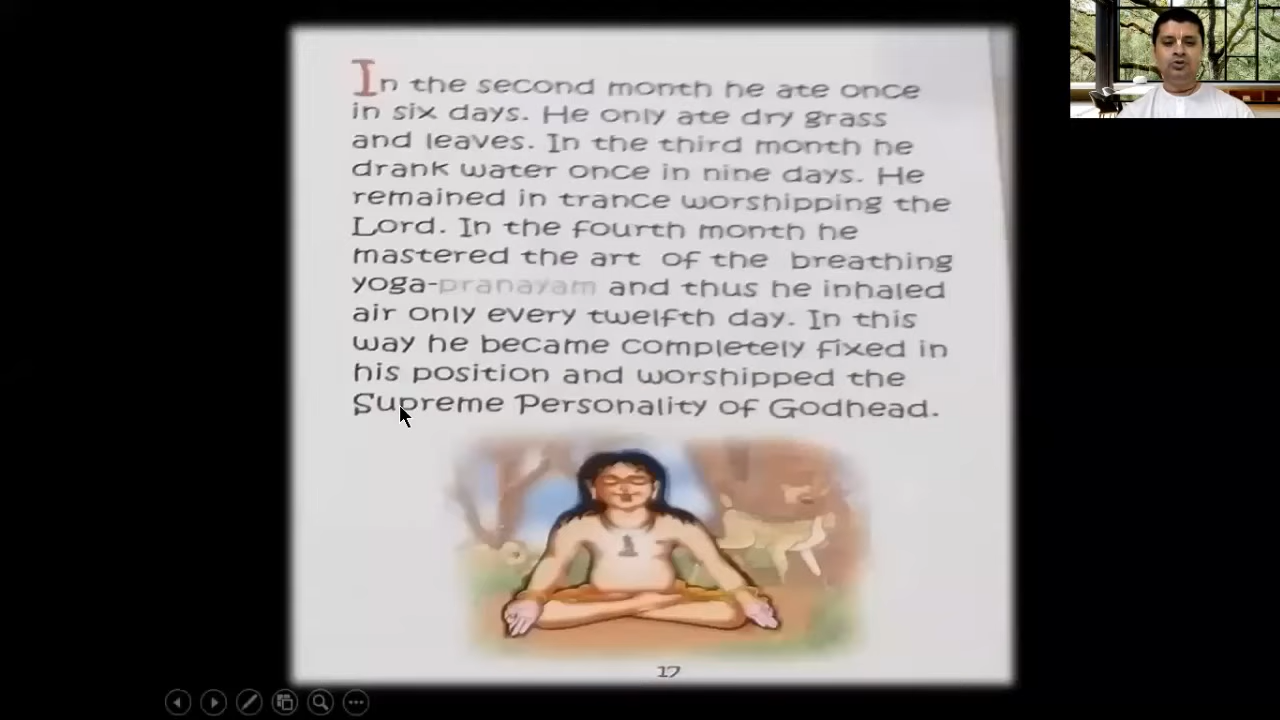 In the second month he ate once
in six days. He only ate dry grass
and leaves. In the third month he
drank water once in nine days. He
remained in trance worshipping the
Lord. In the fourth month he
mastered the art of the breathing
yoga-pranayam and thus he inhaled
air only every twelfth day. In this
way he became completely fixed in
his position and worshipped the
Supreme Personality of Godhead.
17